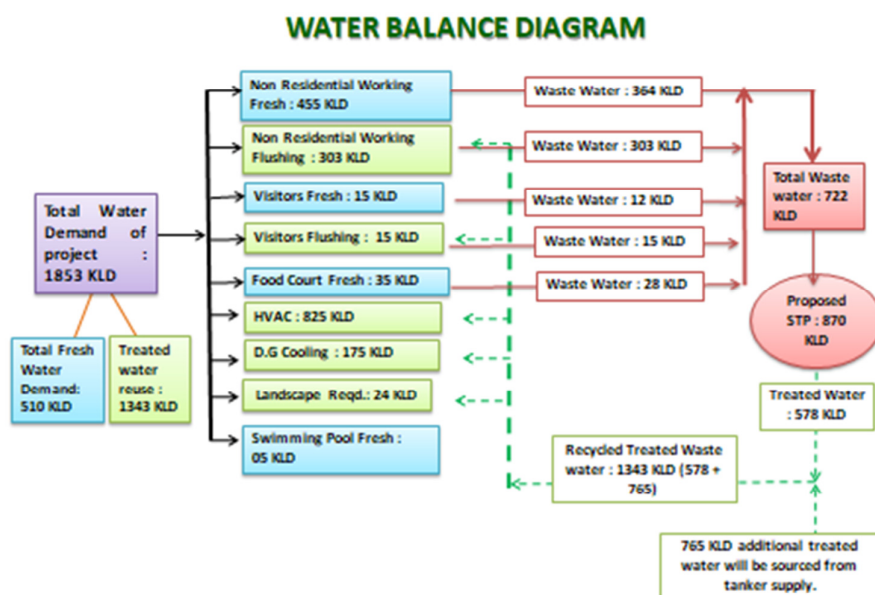 WATER BALANCE DIAGRAM
Total Water
Demand of
project :
1853 KLD
Total Fresh
Water
Demand:
510 KLD
Treated
water
reuse :
1343 KLD
Non Residential Working
Fresh : 455 KLD
Non Residential Working
Flushing : 303 KLD
Visitors Fresh : 15 KLD
Visitors Flushing : 15 KLD
Food Court Fresh : 35 KLD
HVAC : 825 KLD
D.G Cooling : 175 KLD
Landscape Reqd.: 24 KLD
Swimming Pool Fresh :
05 KLD
Waste Water : 364 KLD
Waste Water : 303 KLD
Waste Water : 12 KLD
Waste Water : 15 KLD
Waste Water : 28 KLD
Total Waste
water : 722
KLD
Proposed
STP : 870
KLD
Treated Water
: 578 KLD
Recycled Treated Waste
water : 1343 KLD (578 +
765)
765 KLD additional treated
water will be sourced from
tanker supply.